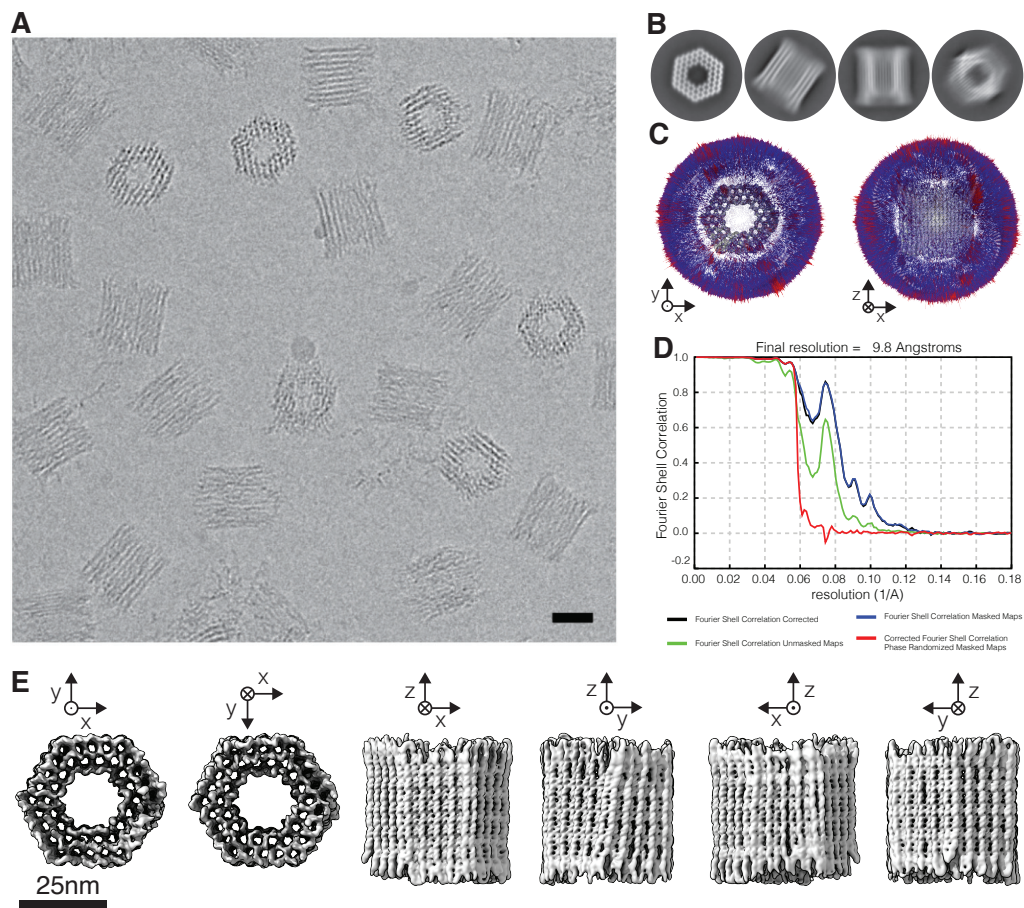 A
B
C
y
x
z
x
D
Final resolution = 9.8 Angstroms
Fourier Shell Correlation
1.0
0.8
0.6
0.4
0.2
0.0
-0.2
0.00 0.02 0.04 0.06 0.08 0.10 0.12 0.14 0.16 0.18
resolution (1/A)
Fourier Shell Correlation Corrected
Fourier Shell Correlation Masked Maps
Fourier Shell Correlation Unmasked Maps
Corrected Fourier Shell Correlation
Phase Randomized Masked Maps
E
y
x
x
y
z
x
z
y
z
x
z
y
25nm